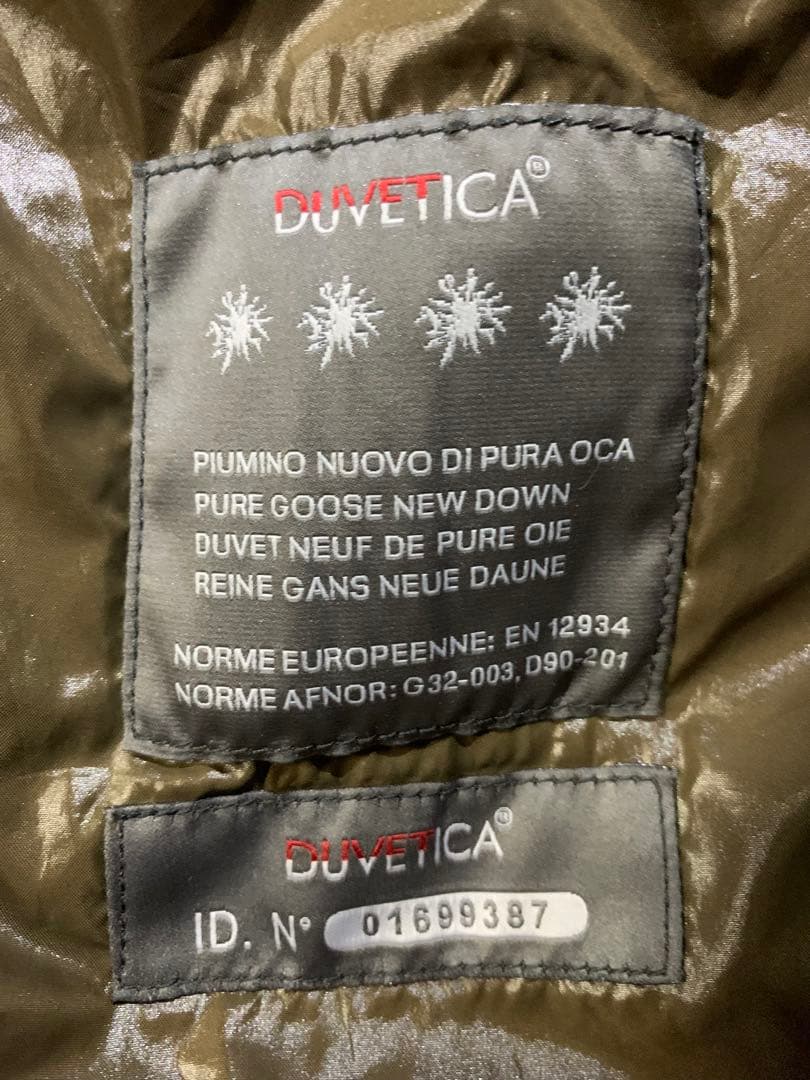 DUVETICA®
PIUMINO NUOVO DI PURA OCA
PURE GOOSE NEW DOWN
DUVET NEUF DE PURE OIE
REINE GANS NEUE DAUNE
NORME EUROPEENNE: EN 12934
NORME AFNOR: G32-003, D90-201
DUVETICA®
ID. N° 01699387